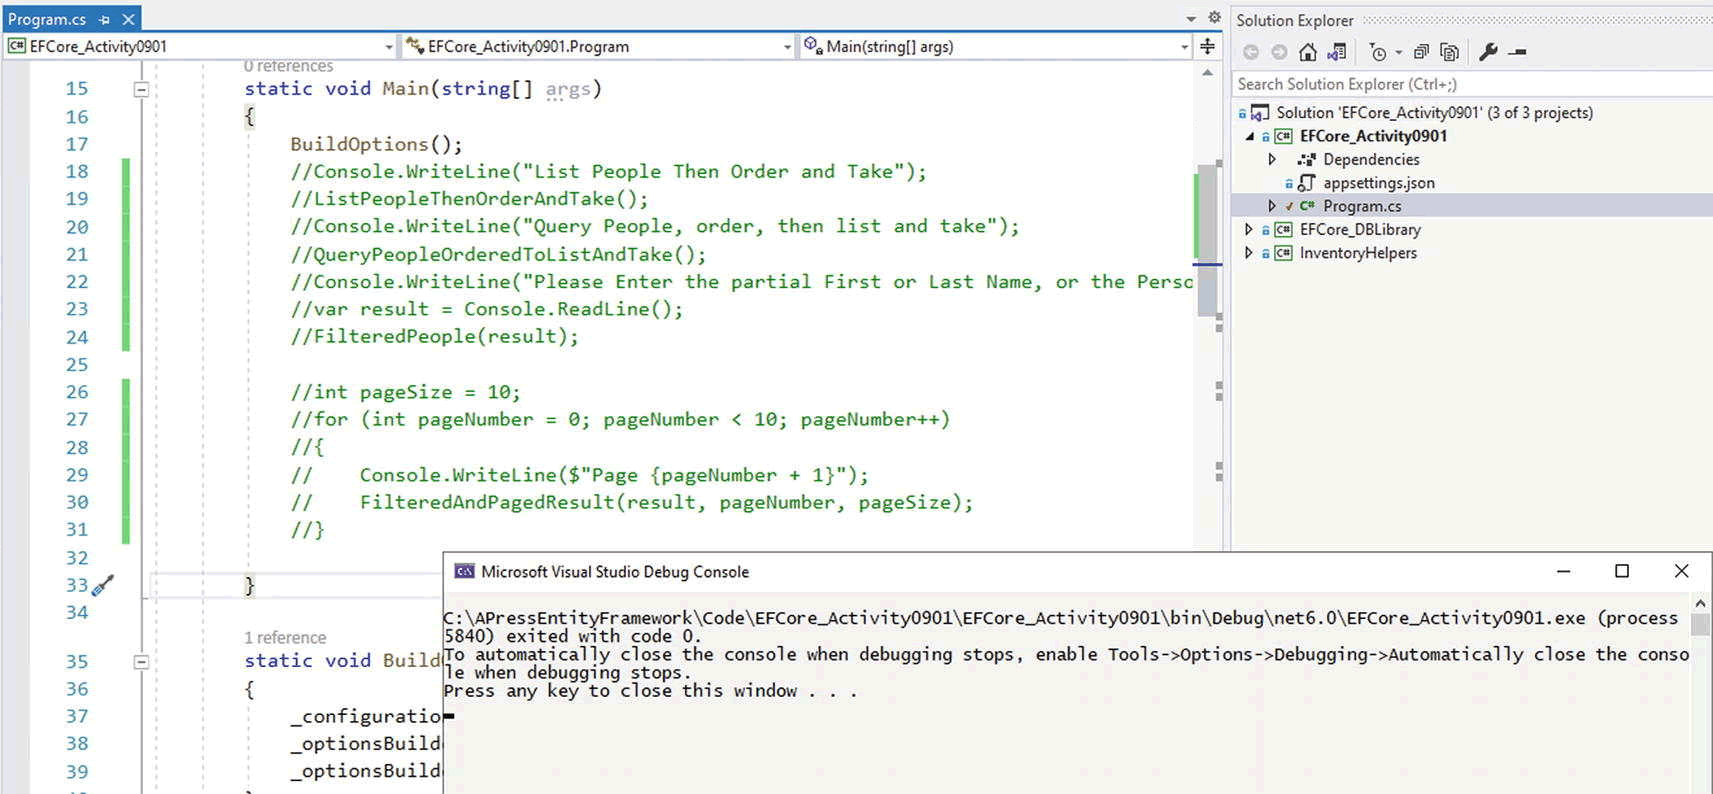 Program.cs
EFCore_Activity0901
EFCore_Activity0901.Program
Main(string[] args)
0 references
15 static void Main(string[] args)
16 {
17 BuildOptions();
18 //Console.WriteLine("List People Then Order and Take");
19 //ListPeopleThenOrderAndTake();
20 //Console.WriteLine("Query People, order, then list and take");
21 //QueryPeopleOrderedToListAndTake();
22 //Console.WriteLine("Please Enter the partial First or Last Name, or the Perso
23 //var result = Console.ReadLine();
24 //FilteredPeople(result);
25
26 //int pageSize = 10;
27 //for (int pageNumber = 0; pageNumber < 10; pageNumber++)
28 //{
29 //    Console.WriteLine($"Page {pageNumber + 1}");
30 //    FilteredAndPagedResult(result, pageNumber, pageSize);
31 //}
32
33 }
34
1 reference
35 static void Build
36 {
37 _configuratio
38 _optionsBuild
39 _optionsBuild
Solution Explorer
Search Solution Explorer (Ctrl+;)
Solution 'EFCore_Activity0901' (3 of 3 projects)
C# EFCore_Activity0901
Dependencies
appsettings.json
C# Program.cs
C# EFCore_DBLibrary
C# InventoryHelpers
Microsoft Visual Studio Debug Console
C:\APressEntityFramework\Code\EFCore_Activity0901\EFCore_Activity0901\bin\Debug\net6.0\EFCore_Activity0901.exe (process
5840) exited with code 0.
To automatically close the console when debugging stops, enable Tools->Options->Debugging->Automatically close the conso
le when debugging stops.
Press any key to close this window . . .